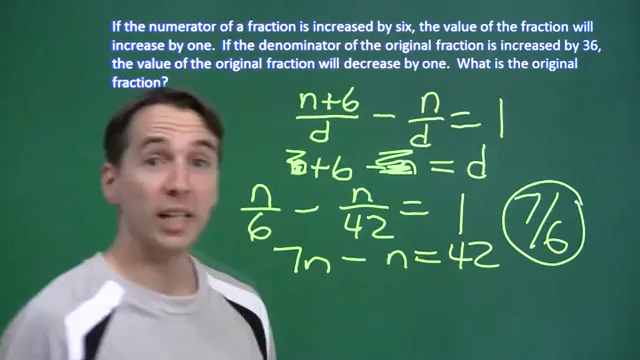 If the numerator of a fraction is increased by six, the value of the fraction will
increase by one. If the denominator of the original fraction is increased by 36,
the value of the original fraction will decrease by one. What is the original
fraction?
n+6/d − n/d = 1
+6 − = d
n/6 − n/42 = 1
7/6
7n − n = 42